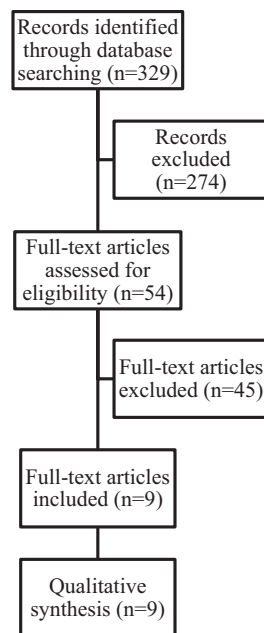 Records identified
through database
searching (n=329)
Records
excluded
(n=274)
Full-text articles
assessed for
eligibility (n=54)
Full-text articles
excluded (n=45)
Full-text articles
included (n=9)
Qualitative
synthesis (n=9)